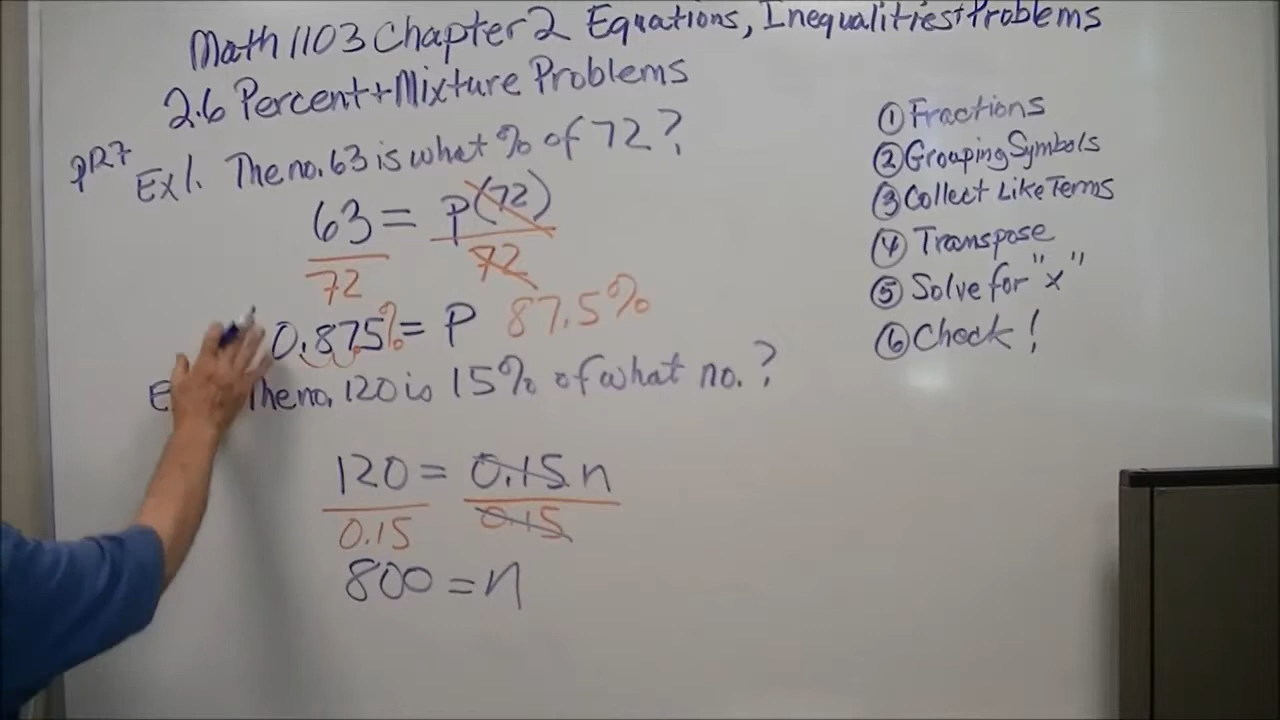 Math 1103 Chapter 2 Equations, Inequalities + Problems
2.6 Percent + Mixture Problems
p127 Ex 1. The no. 63 is what % of 72?
63 = P(72)
72 72
0.875% = P 87.5%
E The no. 120 is 15% of what no.?
120 = 0.15 n
0.15 0.15
800 = n
① Fractions
② Grouping Symbols
③ Collect Like Terms
④ Transpose
⑤ Solve for "x"
⑥ Check!